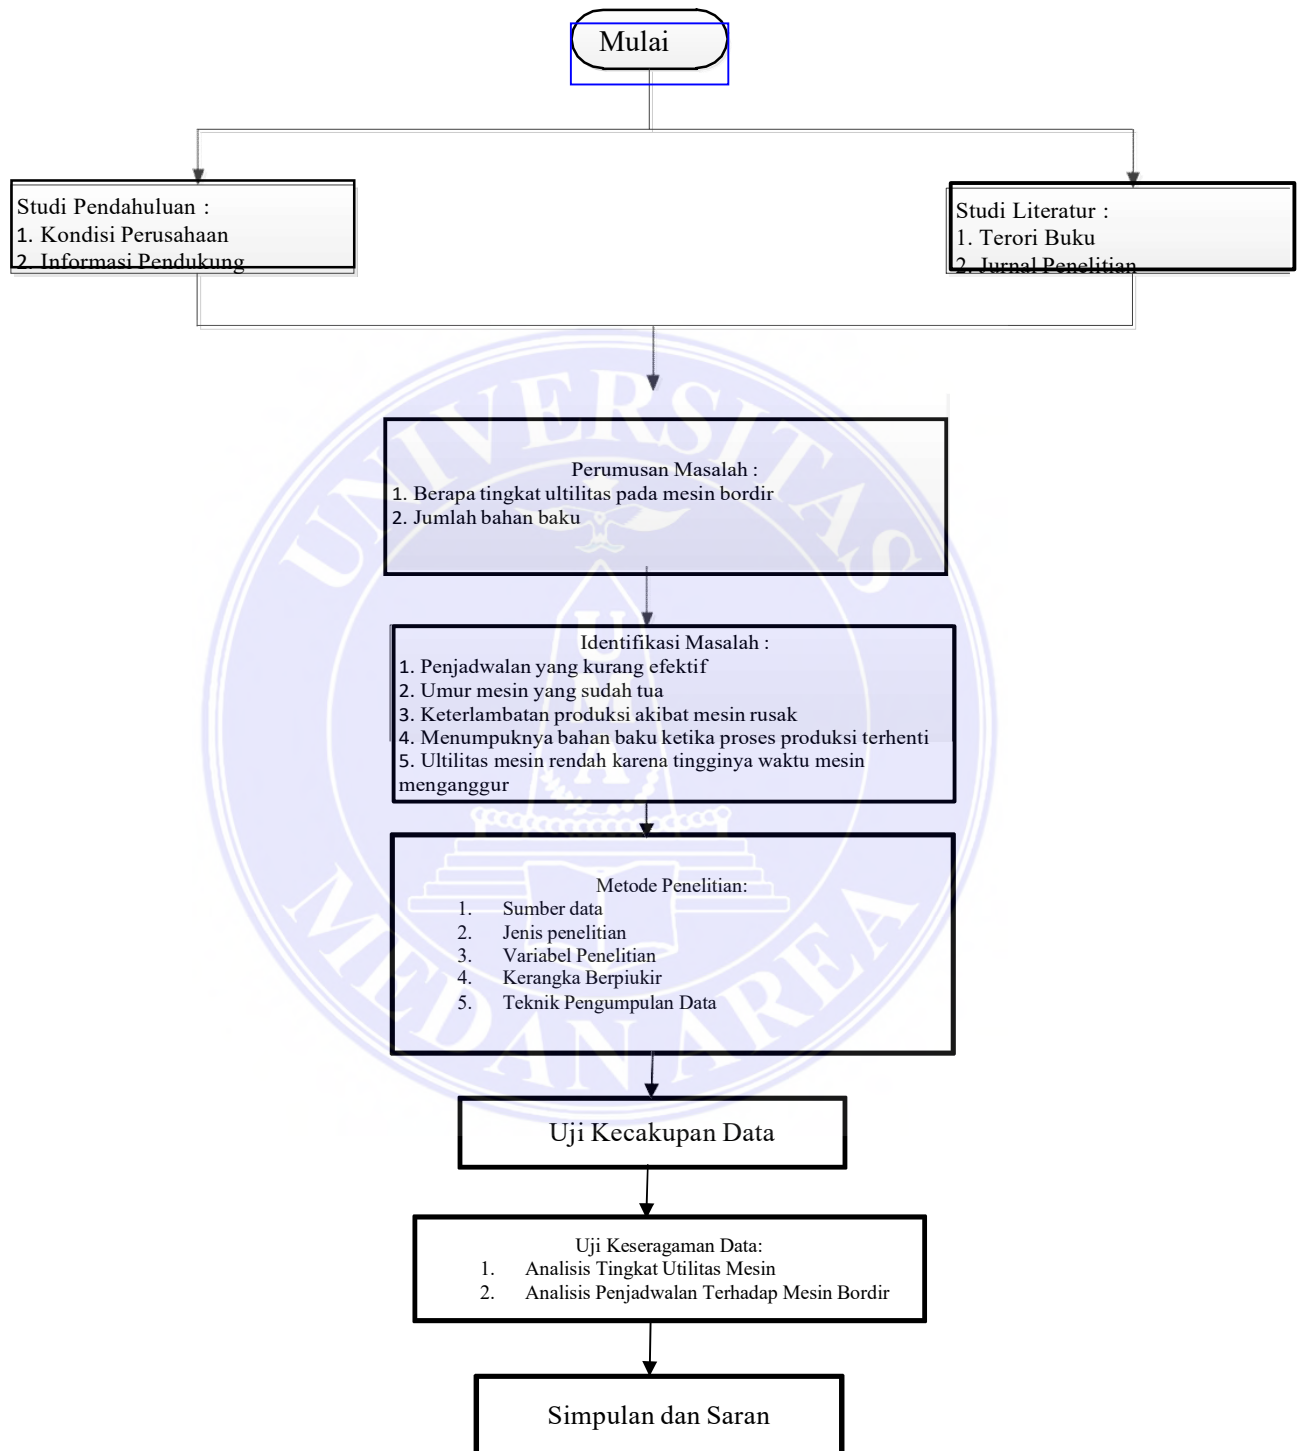 Mulai
Studi Pendahuluan :
1. Kondisi Perusahaan
2. Informasi Pendukung
Studi Literatur :
1. Terori Buku
2. Jurnal Penelitian
Perumusan Masalah :
1. Berapa tingkat ultilitas pada mesin bordir
2. Jumlah bahan baku
Identifikasi Masalah :
1. Penjadwalan yang kurang efektif
2. Umur mesin yang sudah tua
3. Keterlambatan produksi akibat mesin rusak
4. Menumpuknya bahan baku ketika proses produksi terhenti
5. Ultilitas mesin rendah karena tingginya waktu mesin
menganggur
Metode Penelitian:
1. Sumber data
2. Jenis penelitian
3. Variabel Penelitian
4. Kerangka Berpiukir
5. Teknik Pengumpulan Data
Uji Kecakupan Data
Uji Keseragaman Data:
1. Analisis Tingkat Utilitas Mesin
2. Analisis Penjadwalan Terhadap Mesin Bordir
Simpulan dan Saran
UNIVERSITAS
UMA
MEDAN AREA